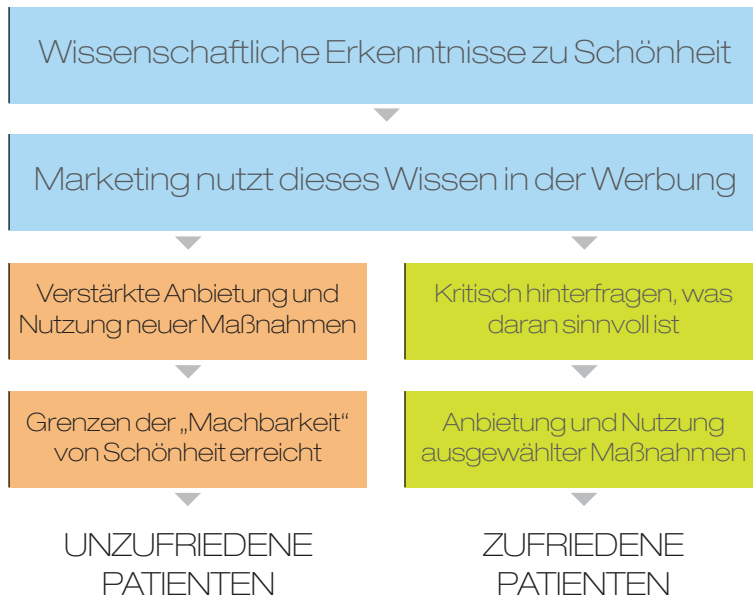 Wissenschaftliche Erkenntnisse zu Schönheit
Marketing nutzt dieses Wissen in der Werbung
Verstärkte Anbietung und
Nutzung neuer Maßnahmen
Kritisch hinterfragen, was
daran sinnvoll ist
Grenzen der „Machbarkeit“
von Schönheit erreicht
Anbietung und Nutzung
ausgewählter Maßnahmen
UNZUFRIEDENE
PATIENTEN
ZUFRIEDENE
PATIENTEN